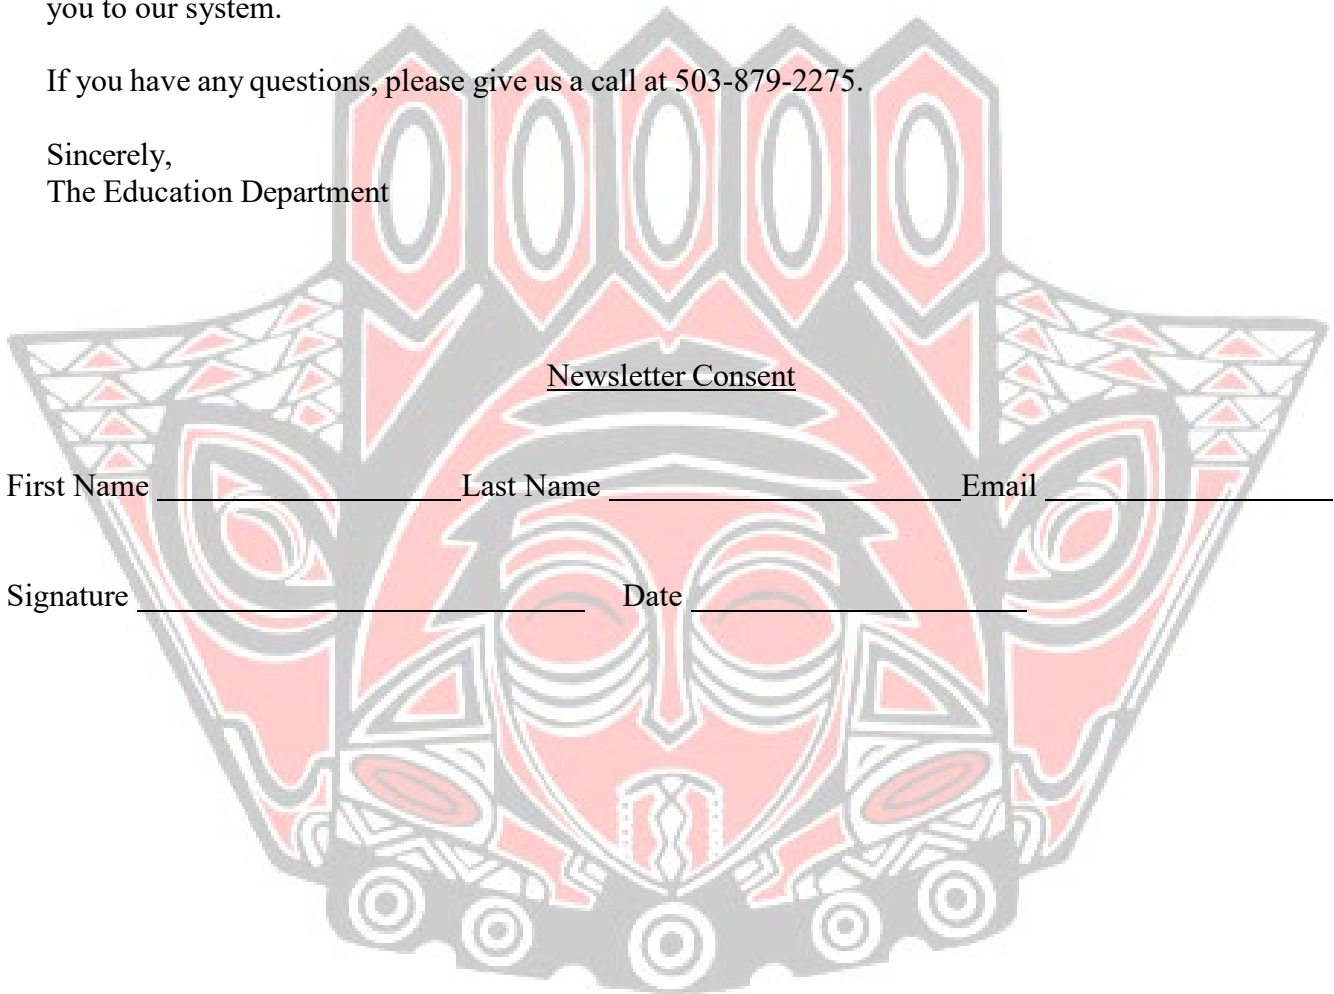 you to our system.
If you have any questions, please give us a call at 503-879-2275.
Sincerely,
The Education Department
Newsletter Consent
First Name Last Name Email
Signature Date